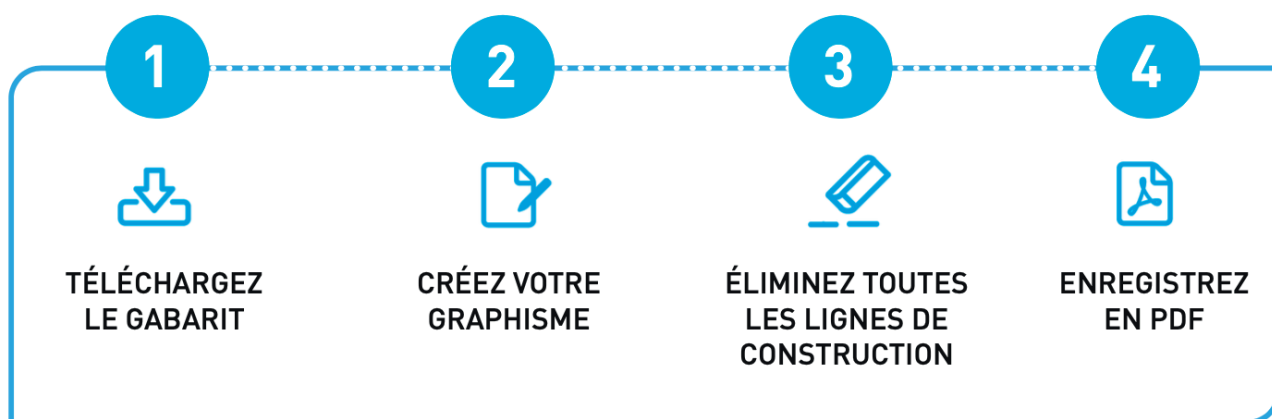 1
2
3
4
TÉLÉCHARGEZ
LE GABARIT
CRÉEZ VOTRE
GRAPHISME
ÉLIMINEZ TOUTES
LES LIGNES DE
CONSTRUCTION
ENREGISTREZ
EN PDF